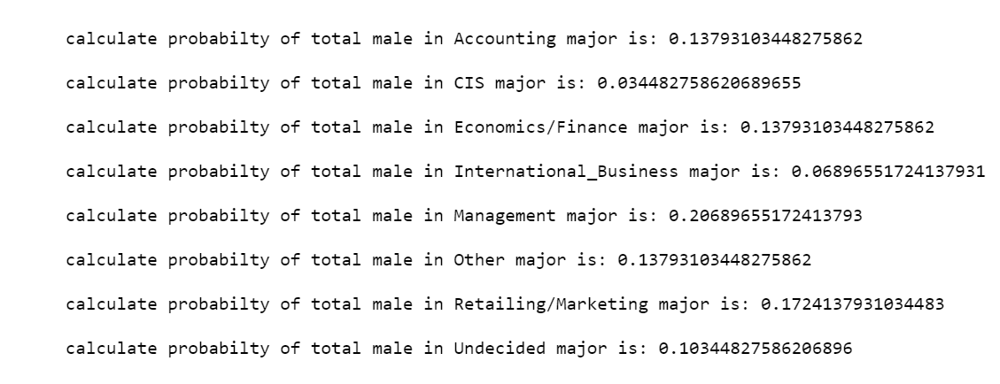 calculate probabilty of total male in Accounting major is: 0.13793103448275862
calculate probabilty of total male in CIS major is: 0.034482758620689655
calculate probabilty of total male in Economics/Finance major is: 0.13793103448275862
calculate probabilty of total male in International_Business major is: 0.06896551724137931
calculate probabilty of total male in Management major is: 0.20689655172413793
calculate probabilty of total male in Other major is: 0.13793103448275862
calculate probabilty of total male in Retailing/Marketing major is: 0.1724137931034483
calculate probabilty of total male in Undecided major is: 0.10344827586206896